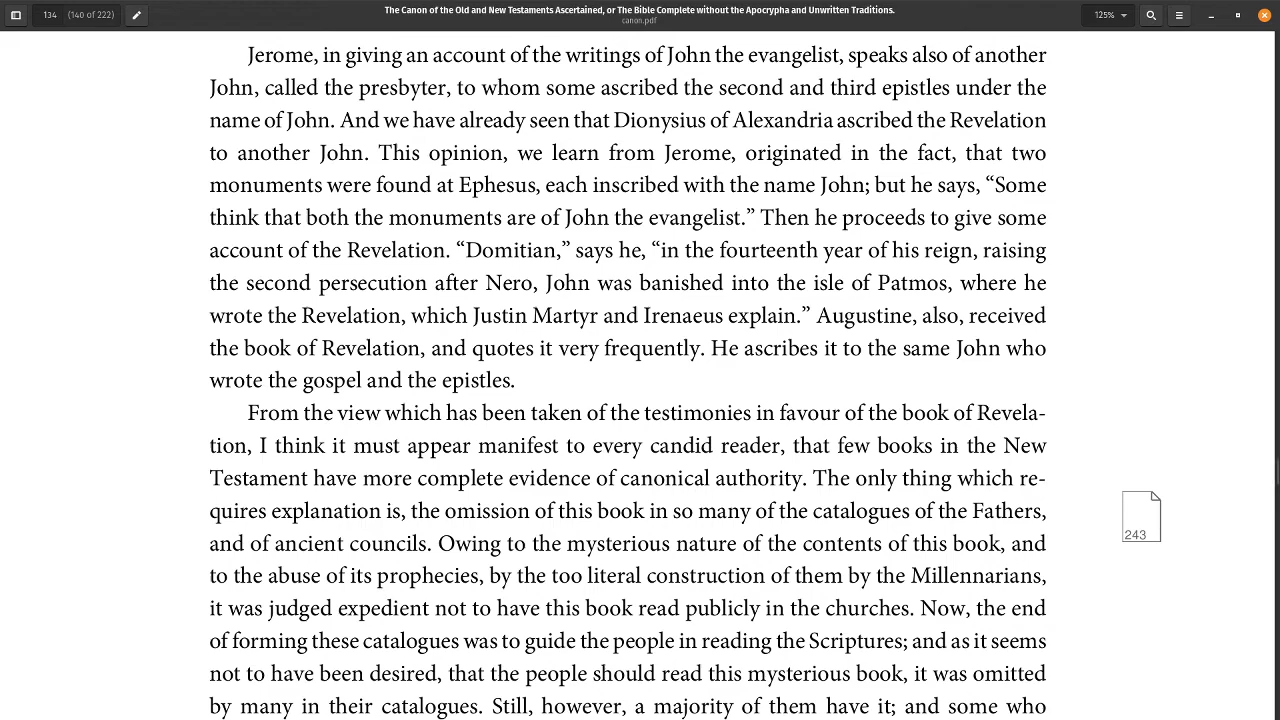 134
(140 of 222)
The Canon of the Old and New Testaments Ascertained, or The Bible Complete without the Apocrypha and Unwritten Traditions.
canon.pdf
125%
Jerome, in giving an account of the writings of John the evangelist, speaks also of another
John, called the presbyter, to whom some ascribed the second and third epistles under the
name of John. And we have already seen that Dionysius of Alexandria ascribed the Revelation
to another John. This opinion, we learn from Jerome, originated in the fact, that two
monuments were found at Ephesus, each inscribed with the name John; but he says, “Some
think that both the monuments are of John the evangelist.” Then he proceeds to give some
account of the Revelation. “Domitian,” says he, “in the fourteenth year of his reign, raising
the second persecution after Nero, John was banished into the isle of Patmos, where he
wrote the Revelation, which Justin Martyr and Irenaeus explain.” Augustine, also, received
the book of Revelation, and quotes it very frequently. He ascribes it to the same John who
wrote the gospel and the epistles.
From the view which has been taken of the testimonies in favour of the book of Revela-
tion, I think it must appear manifest to every candid reader, that few books in the New
Testament have more complete evidence of canonical authority. The only thing which re-
quires explanation is, the omission of this book in so many of the catalogues of the Fathers,
and of ancient councils. Owing to the mysterious nature of the contents of this book, and
to the abuse of its prophecies, by the too literal construction of them by the Millennarians,
it was judged expedient not to have this book read publicly in the churches. Now, the end
of forming these catalogues was to guide the people in reading the Scriptures; and as it seems
not to have been desired, that the people should read this mysterious book, it was omitted
by many in their catalogues. Still, however, a majority of them have it; and some who
243